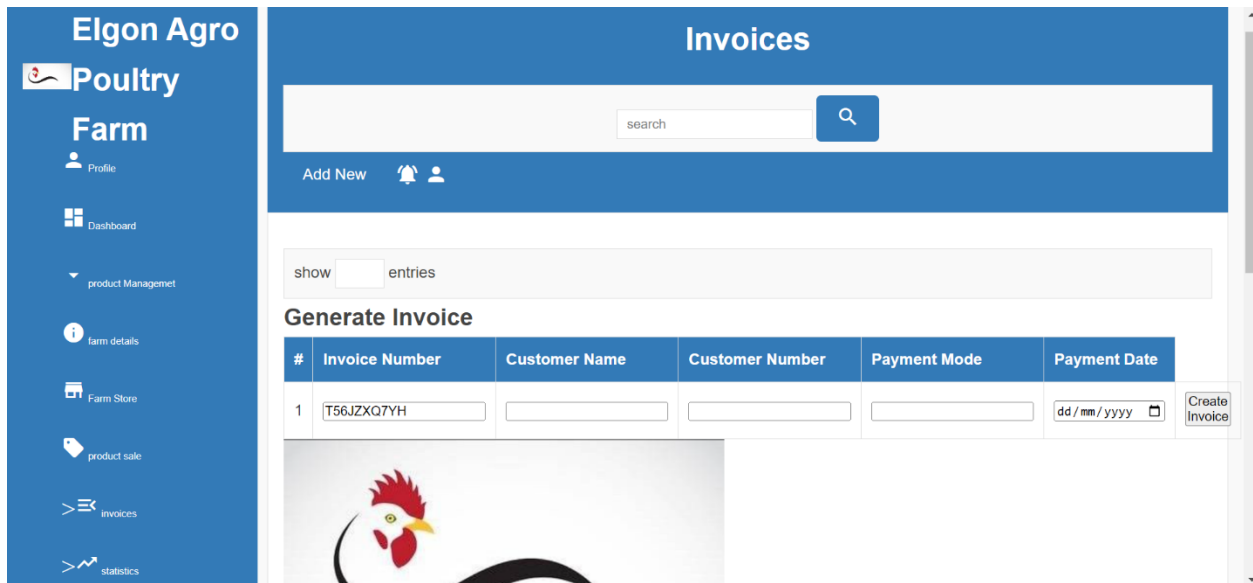 Elgon Agro
Poultry
Farm
Profile
Dashboard
product Managemet
farm details
Farm Store
product sale
> invoices
> statistics
Invoices
search
Add New
show entries
Generate Invoice
# Invoice Number Customer Name Customer Number Payment Mode Payment Date
1 T56JZXQ7YH dd/mm/yyyy Create
Invoice